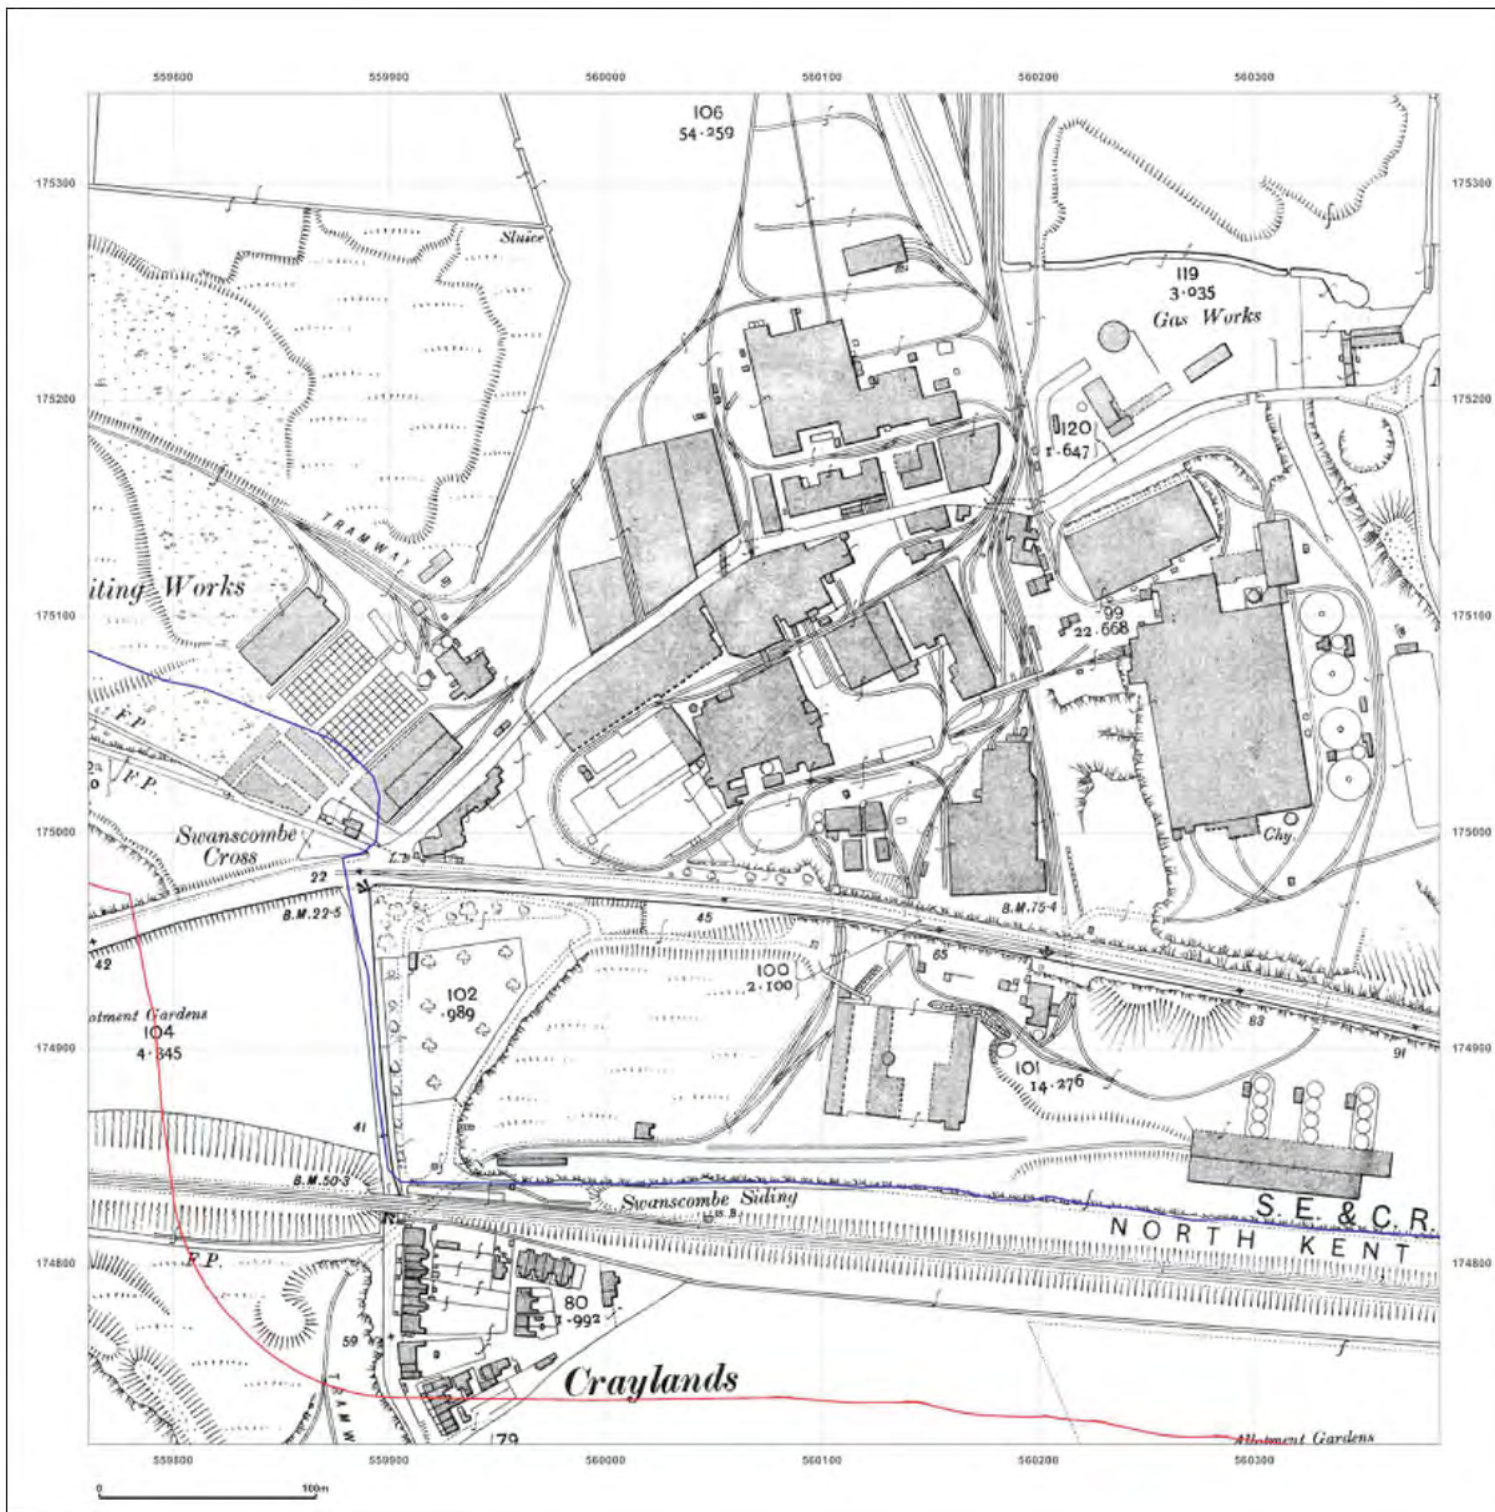 559800 559900 560000 560100 560200 560300
106
54·259
175300 175300
Sluice
119
3·035
Gas Works
175200 175200
120
1·647
TRAMWAY
iting Works
99
22·668
175100 175100
F.P.
F.P.
175000 175000
Swanscombe
Cross
Chy.
22
B.M.22·5
45
B.M.75·4
65
42
100
2·100
102
·989
83
otment Gardens
104
4·845
174900 174900
91
101
14·276
41
B.M.50·3
Swanscombe Siding
S.B.
S.E. & C.R.
NORTH KENT
174800 174800
F.P.
80
1·992
59
Craylands
TRAMW
79
Allotment Gardens
559800 559900 560000 560100 560200 560300
0 100m